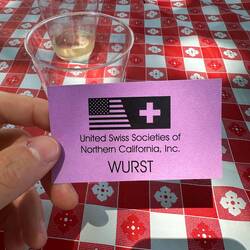 United Swiss Societies of
Northern California, Inc.
WURST